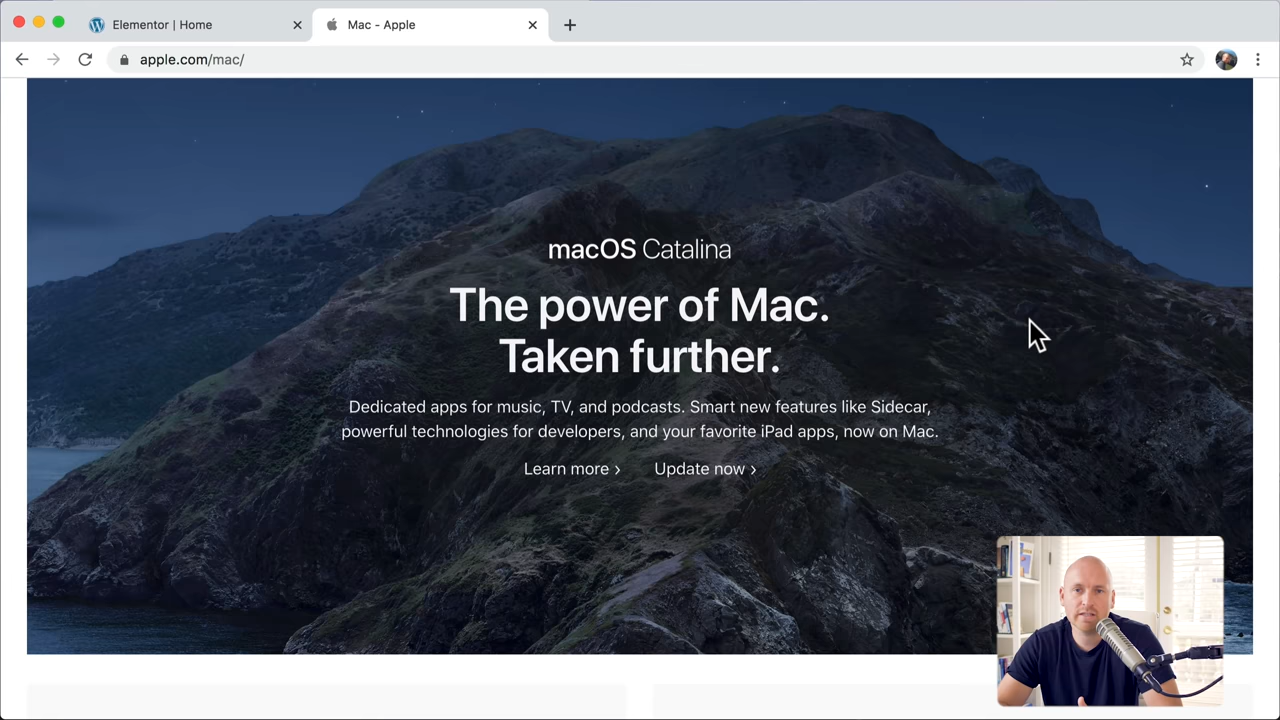 Elementor | Home
Mac - Apple
apple.com/mac/
macOS Catalina
The power of Mac.
Taken further.
Dedicated apps for music, TV, and podcasts. Smart new features like Sidecar,
powerful technologies for developers, and your favorite iPad apps, now on Mac.
Learn more › Update now ›